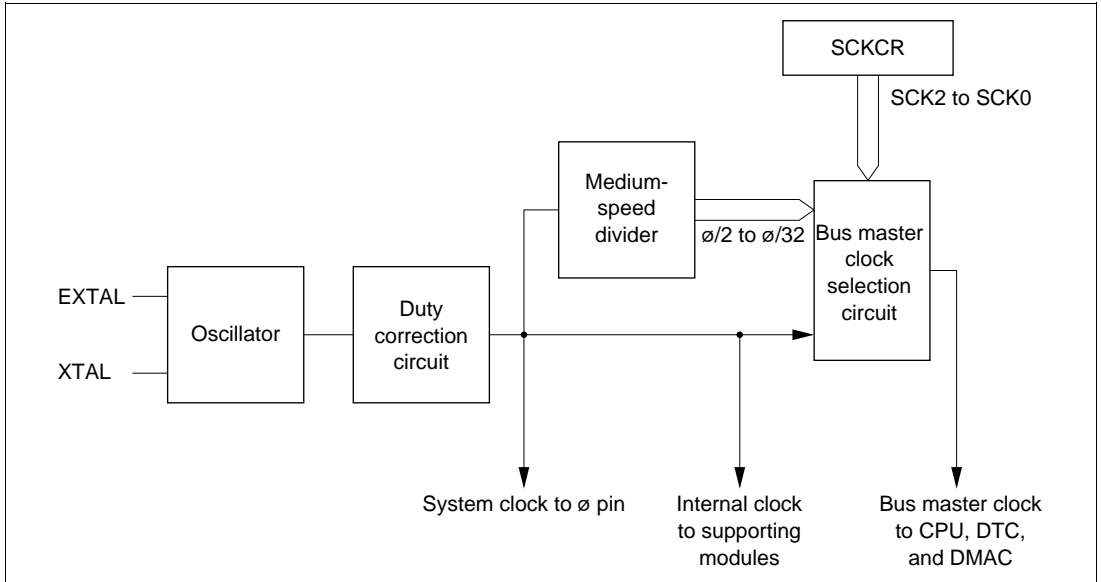 SCKCR
SCK2 to SCK0
Medium-
speed
divider
ø/2 to ø/32
Bus master
clock
selection
circuit
EXTAL
XTAL
Oscillator
Duty
correction
circuit
System clock to ø pin
Internal clock
to supporting
modules
Bus master clock
to CPU, DTC,
and DMAC